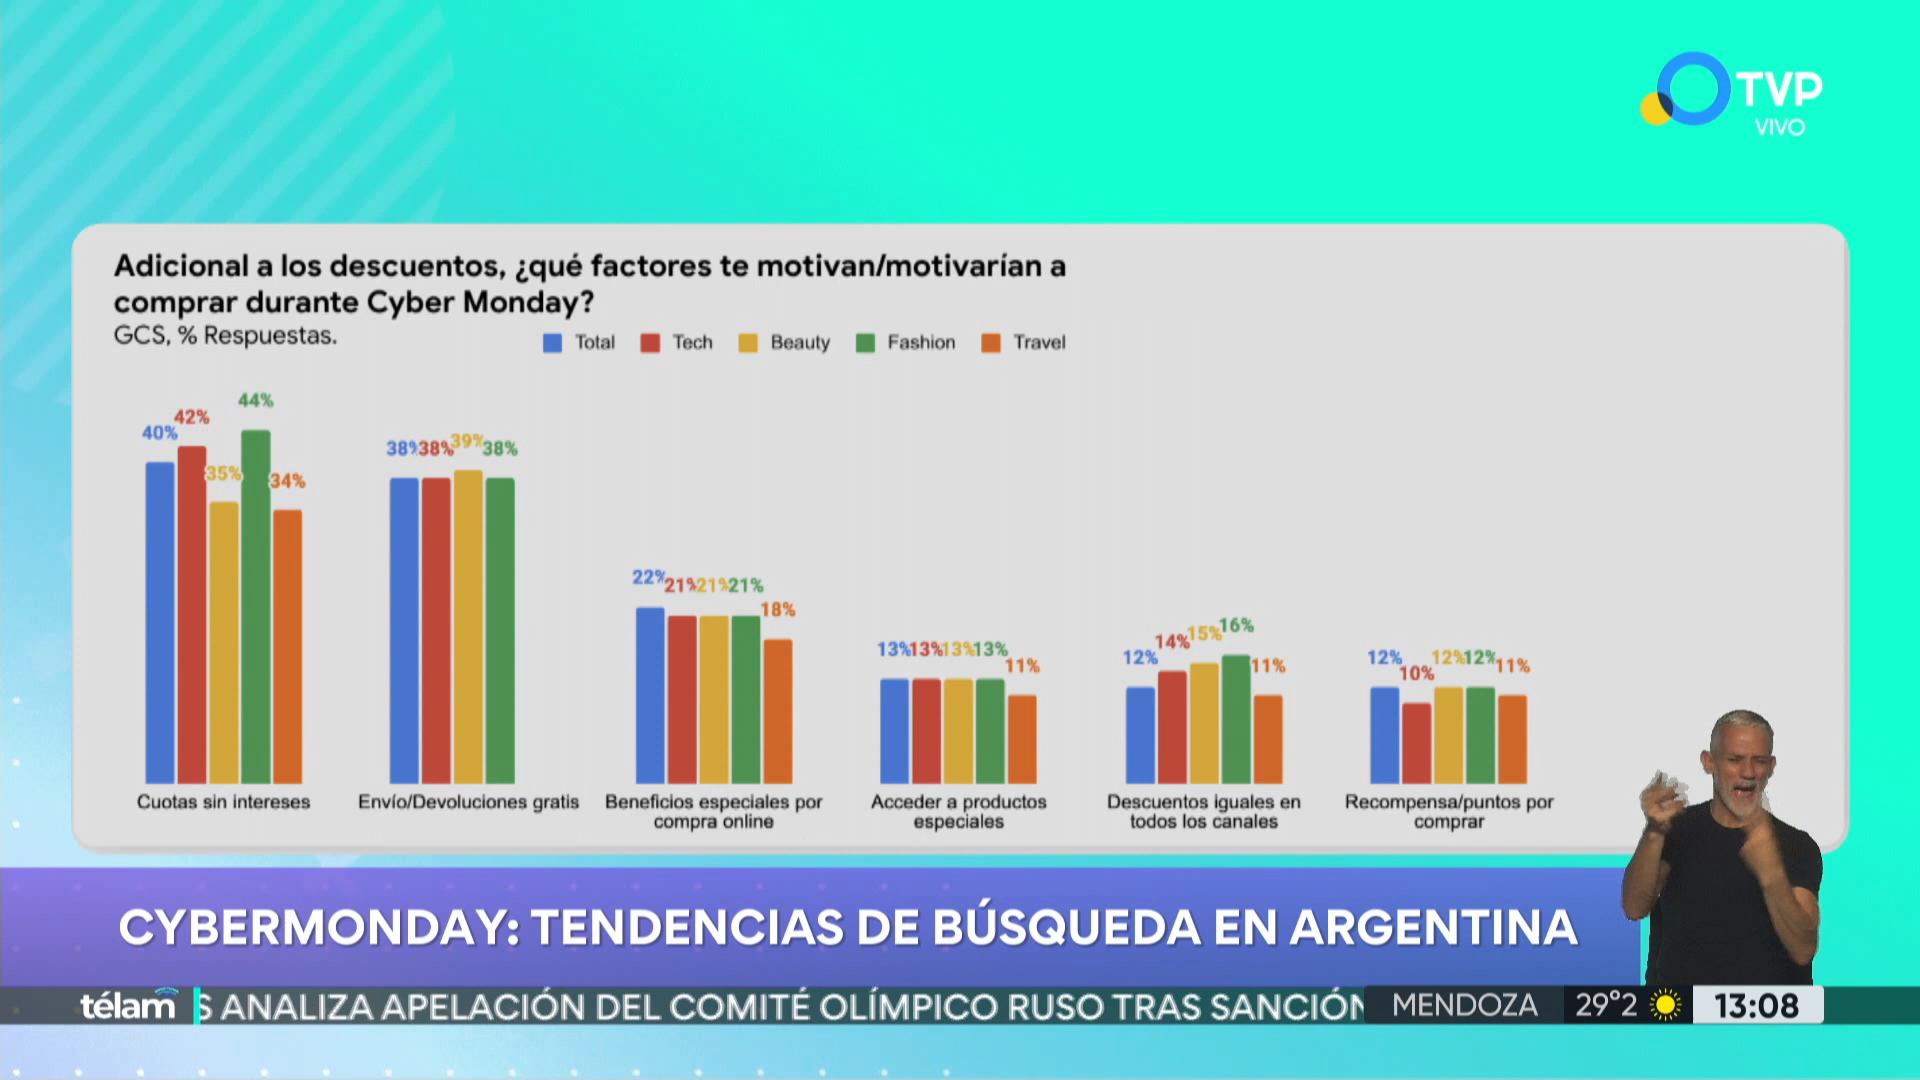 TVP
VIVO
Adicional a los descuentos, ¿qué factores te motivan/motivarían a
comprar durante Cyber Monday?
GCS, % Respuestas.
Total Tech Beauty Fashion Travel
40% 42% 35% 44% 34%
38% 38% 39% 38%
22% 21% 21% 21% 18%
13% 13% 13% 13% 11%
12% 14% 15% 16% 11%
12% 10% 12% 12% 11%
Cuotas sin intereses
Envío/Devoluciones gratis
Beneficios especiales por
compra online
Acceder a productos
especiales
Descuentos iguales en
todos los canales
Recompensa/puntos por
comprar
CYBERMONDAY: TENDENCIAS DE BÚSQUEDA EN ARGENTINA
télam S ANALIZA APELACIÓN DEL COMITÉ OLÍMPICO RUSO TRAS SANCIÓN MENDOZA 29°2 13:08